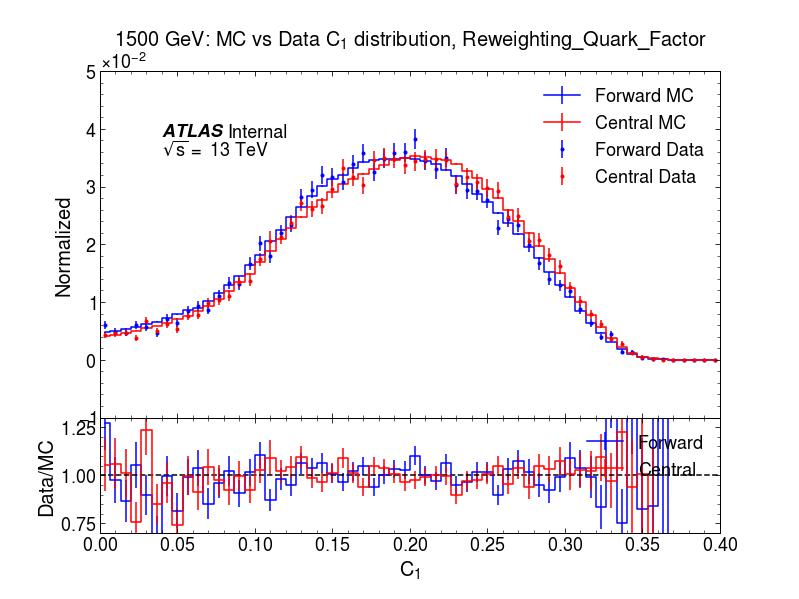 1500 GeV: MC vs Data C₁ distribution, Reweighting_Quark_Factor
×10⁻²
5
4
3
2
1
0
−1
Normalized
ATLAS Internal
√s = 13 TeV
Forward MC
Central MC
Forward Data
Central Data
1.25
1.00
0.75
Data/MC
Forward
Central
0.00 0.05 0.10 0.15 0.20 0.25 0.30 0.35 0.40
C₁